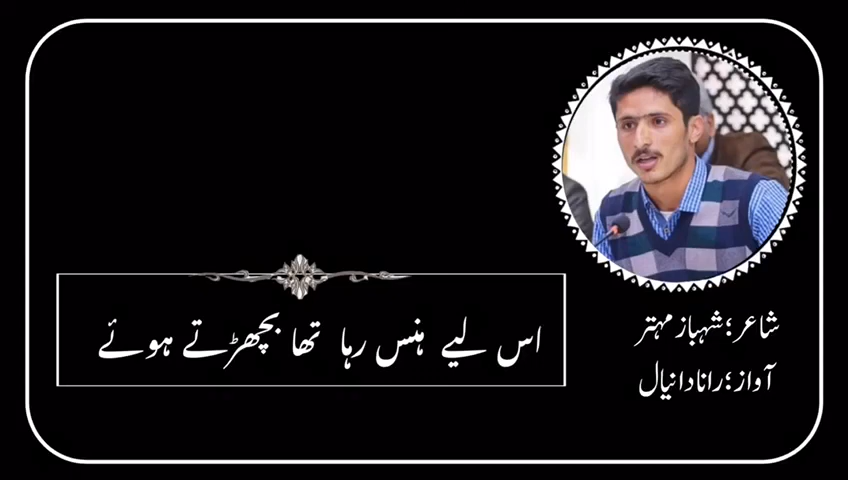 اس لیے ہنس رہا تھا بچھڑتے ہوئے
شاعر؛ شہباز مہتر
آواز؛ رانا دانیال